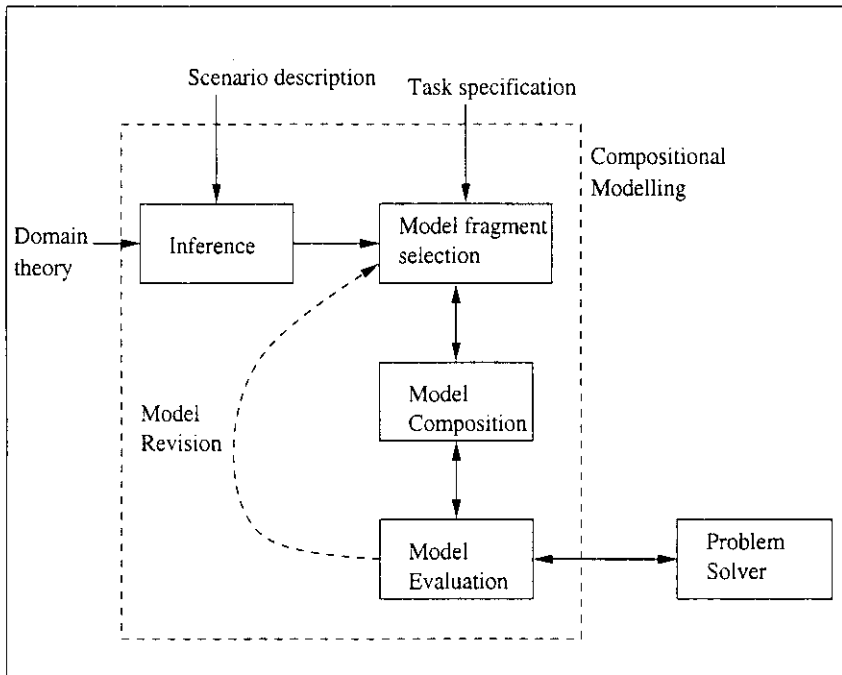 Scenario description
Task specification
Compositional
Modelling
Domain
theory
Inference
Model fragment
selection
Model
Revision
Model
Composition
Model
Evaluation
Problem
Solver